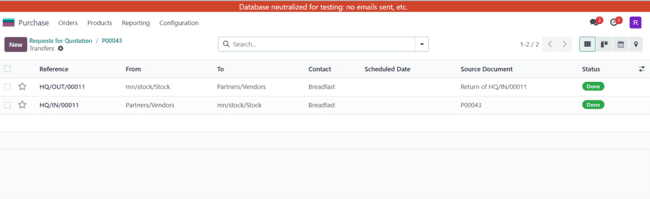 Database neutralized for testing: no emails sent, etc.
Purchase Orders Products Reporting Configuration 2 1 R
New Requests for Quotation / P00043
Transfers
Search...
1-2 / 2
Reference From To Contact Scheduled Date Source Document Status
HQ/OUT/00011 mn/stock/Stock Partners/Vendors Breadfast Return of HQ/IN/00011 Done
HQ/IN/00011 Partners/Vendors mn/stock/Stock Breadfast P00043 Done